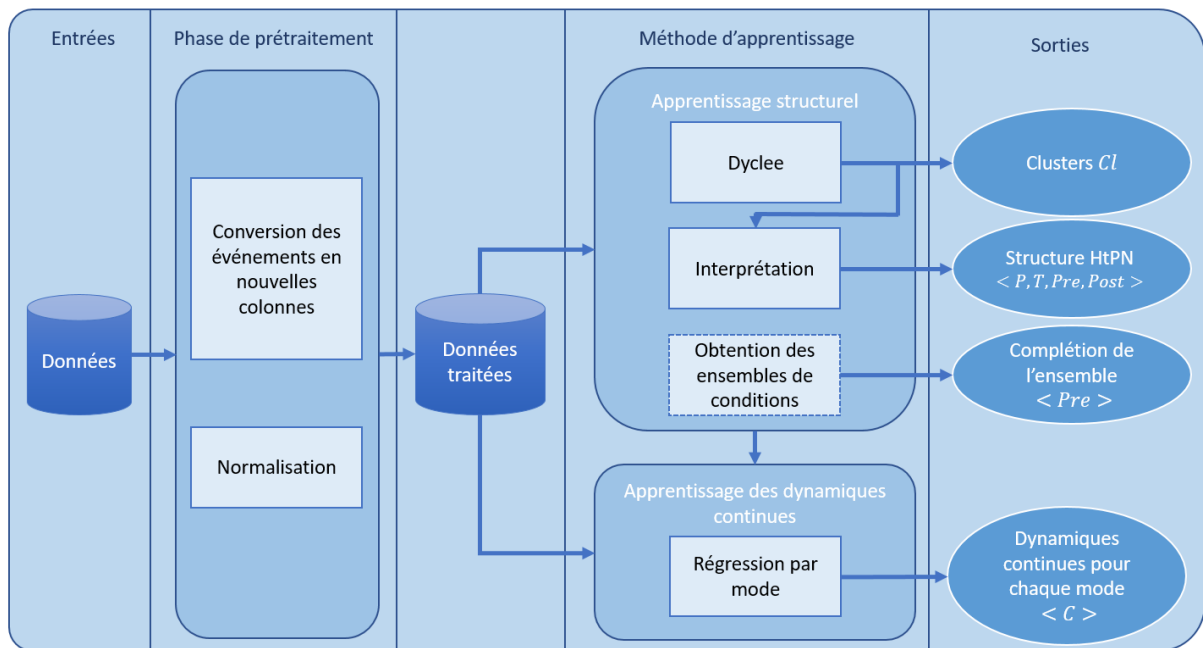 Entrées
Phase de prétraitement
Méthode d'apprentissage
Sorties
Données
Conversion des
événements en
nouvelles
colonnes
Normalisation
Données
traitées
Apprentissage structurel
Dyclee
Interprétation
Obtention des
ensembles de
conditions
Apprentissage des dynamiques
continues
Régression par
mode
Clusters Cl
Structure HtPN
< P, T, Pre, Post >
Complétion de
l'ensemble
< Pre >
Dynamiques
continues pour
chaque mode
< C >